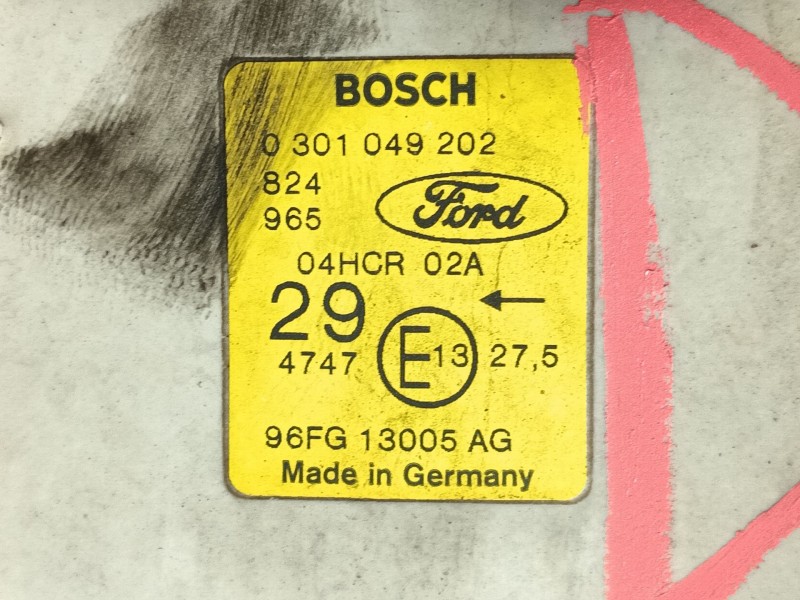 BOSCH
0 301 049 202
824
965
Ford
04HCR 02A
29
4747 E13 27,5
96FG 13005 AG
Made in Germany